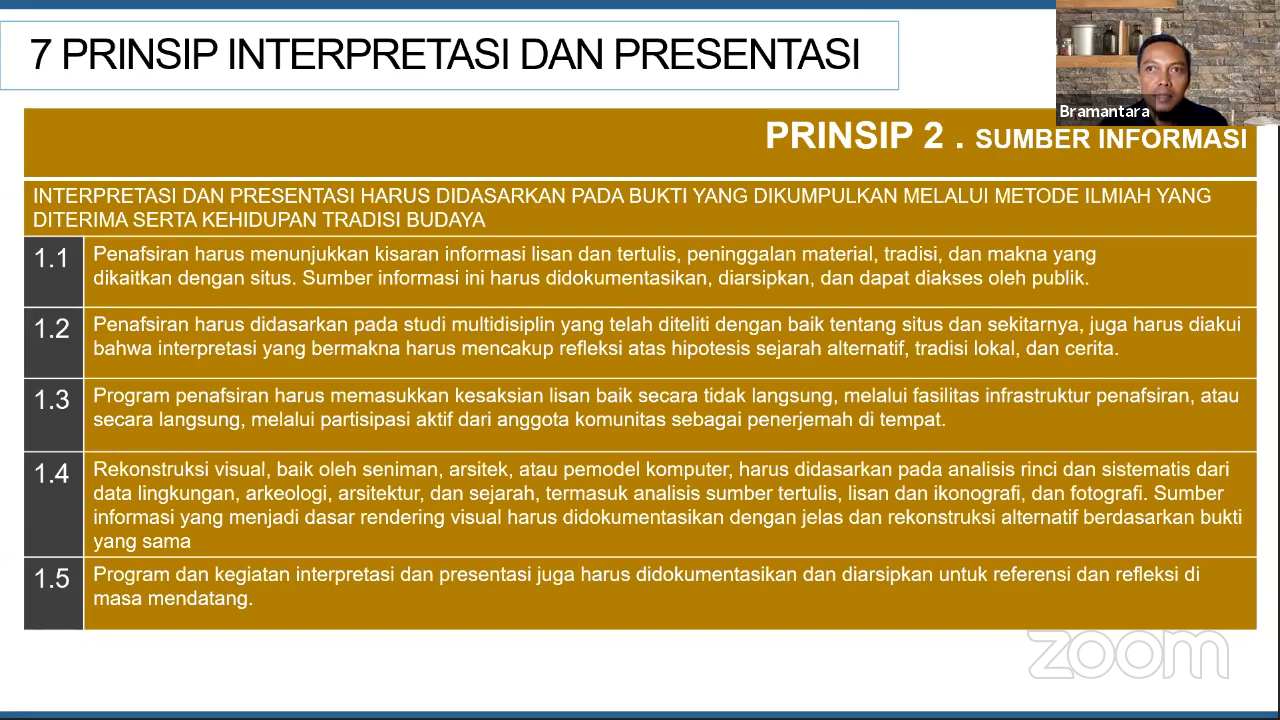 7 PRINSIP INTERPRETASI DAN PRESENTASI
Bramantara
PRINSIP 2 . SUMBER INFORMASI
INTERPRETASI DAN PRESENTASI HARUS DIDASARKAN PADA BUKTI YANG DIKUMPULKAN MELALUI METODE ILMIAH YANG
DITERIMA SERTA KEHIDUPAN TRADISI BUDAYA
1.1
Penafsiran harus menunjukkan kisaran informasi lisan dan tertulis, peninggalan material, tradisi, dan makna yang
dikaitkan dengan situs. Sumber informasi ini harus didokumentasikan, diarsipkan, dan dapat diakses oleh publik.
1.2
Penafsiran harus didasarkan pada studi multidisiplin yang telah diteliti dengan baik tentang situs dan sekitarnya, juga harus diakui
bahwa interpretasi yang bermakna harus mencakup refleksi atas hipotesis sejarah alternatif, tradisi lokal, dan cerita.
1.3
Program penafsiran harus memasukkan kesaksian lisan baik secara tidak langsung, melalui fasilitas infrastruktur penafsiran, atau
secara langsung, melalui partisipasi aktif dari anggota komunitas sebagai penerjemah di tempat.
1.4
Rekonstruksi visual, baik oleh seniman, arsitek, atau pemodel komputer, harus didasarkan pada analisis rinci dan sistematis dari
data lingkungan, arkeologi, arsitektur, dan sejarah, termasuk analisis sumber tertulis, lisan dan ikonografi, dan fotografi. Sumber
informasi yang menjadi dasar rendering visual harus didokumentasikan dengan jelas dan rekonstruksi alternatif berdasarkan bukti
yang sama
1.5
Program dan kegiatan interpretasi dan presentasi juga harus didokumentasikan dan diarsipkan untuk referensi dan refleksi di
masa mendatang.
zoom